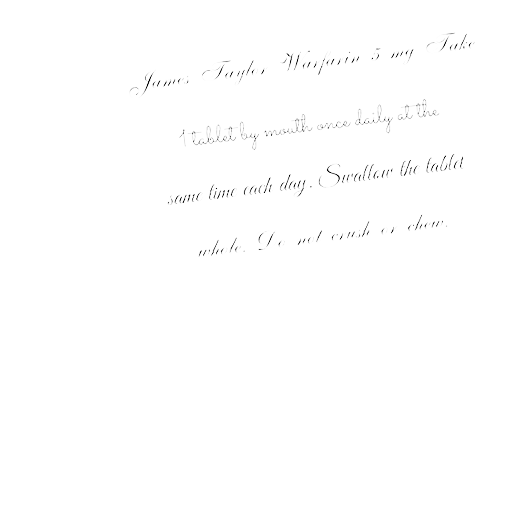 James Taylor Warfarin 5 mg Take
1 tablet by mouth once daily at the
same time each day. Swallow the tablet
whole. Do not crush or chew.